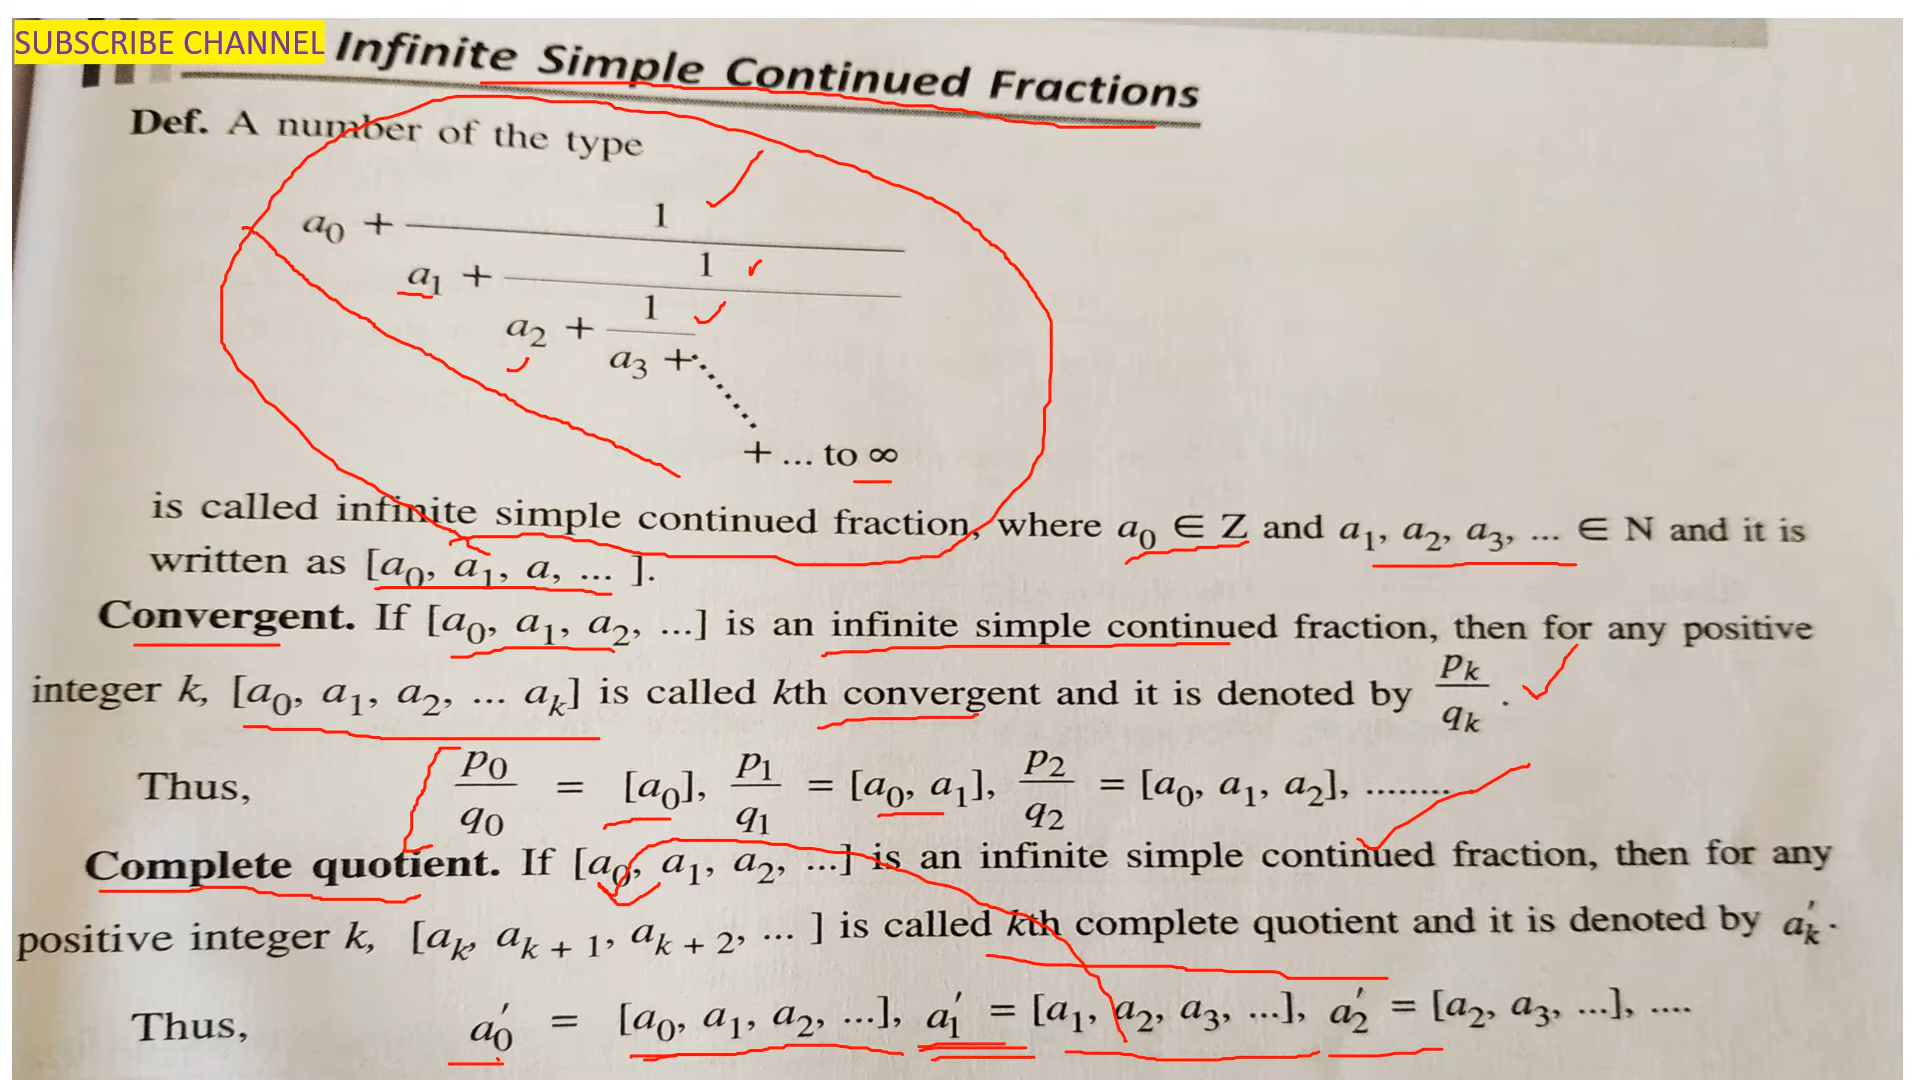 SUBSCRIBE CHANNEL
Infinite Simple Continued Fractions
Def. A number of the type
a₀ + 1
a₁ + 1
a₂ + 1
a₃ + ⋱
+ ... to ∞
is called infinite simple continued fraction, where a₀ ∈ Z and a₁, a₂, a₃, ... ∈ N and it is
written as [a₀, a₁, a, ... ].
Convergent. If [a₀, a₁, a₂, ...] is an infinite simple continued fraction, then for any positive
integer k, [a₀, a₁, a₂, ... aₖ] is called kth convergent and it is denoted by pₖ/qₖ.
Thus, p₀/q₀ = [a₀], p₁/q₁ = [a₀, a₁], p₂/q₂ = [a₀, a₁, a₂], ........
Complete quotient. If [a₀, a₁, a₂, ...] is an infinite simple continued fraction, then for any
positive integer k, [aₖ, aₖ₊₁, aₖ₊₂, ... ] is called kth complete quotient and it is denoted by a′ₖ.
Thus, a′₀ = [a₀, a₁, a₂, ...], a′₁ = [a₁, a₂, a₃, ...], a′₂ = [a₂, a₃, ...], ....